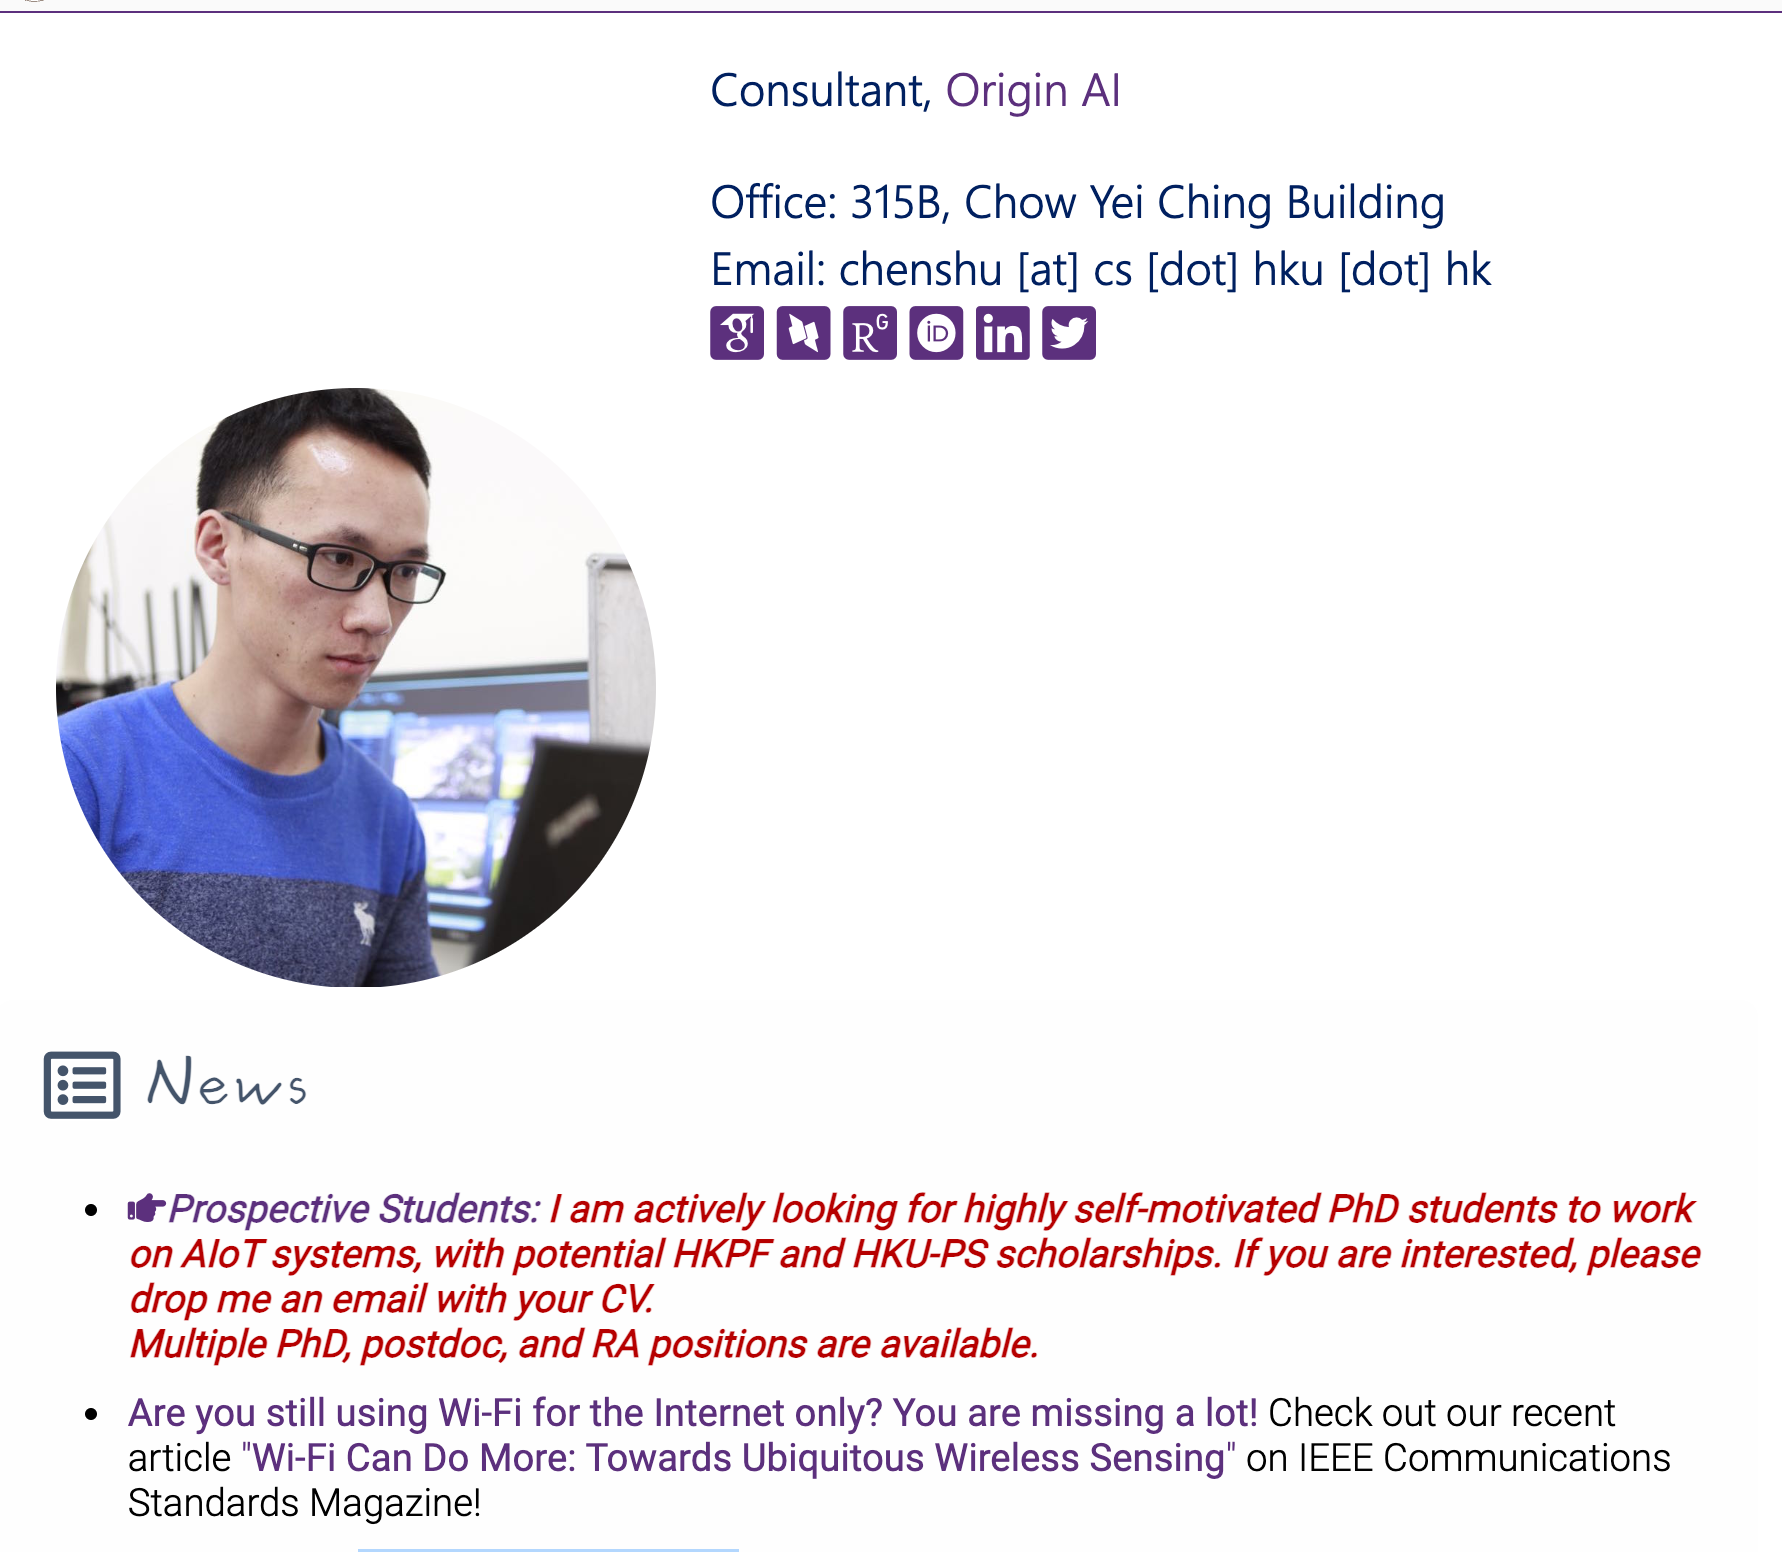 Consultant, Origin AI
Office: 315B, Chow Yei Ching Building
Email: chenshu [at] cs [dot] hku [dot] hk
News
Prospective Students: I am actively looking for highly self-motivated PhD students to work
on AIoT systems, with potential HKPF and HKU-PS scholarships. If you are interested, please
drop me an email with your CV.
Multiple PhD, postdoc, and RA positions are available.
Are you still using Wi-Fi for the Internet only? You are missing a lot! Check out our recent
article "Wi-Fi Can Do More: Towards Ubiquitous Wireless Sensing" on IEEE Communications
Standards Magazine!